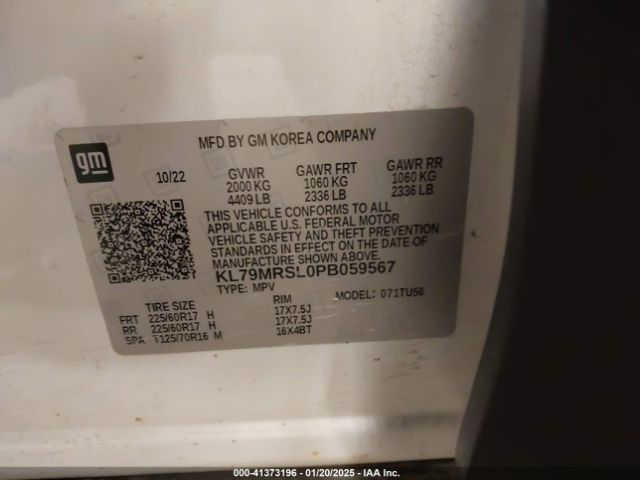 MFD BY GM KOREA COMPANY
gm
10/22
GVWR GAWR FRT GAWR RR
2000 KG 1060 KG 1060 KG
4409 LB 2336 LB 2336 LB
THIS VEHICLE CONFORMS TO ALL
APPLICABLE U.S. FEDERAL MOTOR
VEHICLE SAFETY AND THEFT PREVENTION
STANDARDS IN EFFECT ON THE DATE OF
MANUFACTURE SHOWN ABOVE.
KL79MRSL0PB059567
TYPE: MPV MODEL: 071TU56
TIRE SIZE RIM
FRT 225/60R17 H 17X7.5J
RR 225/60R17 H 17X7.5J
SPA T125/70R16 M 16X4BT
000-41373196 - 01/20/2025 - IAA Inc.